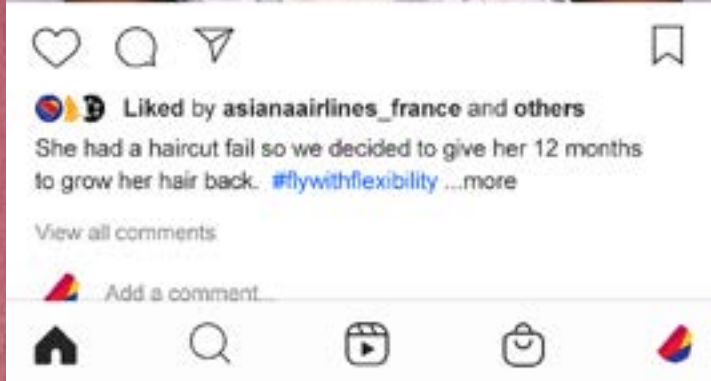 Liked by asianaairlines_france and others
She had a haircut fail so we decided to give her 12 months
to grow her hair back. #flywithflexibility ...more
View all comments
Add a comment...